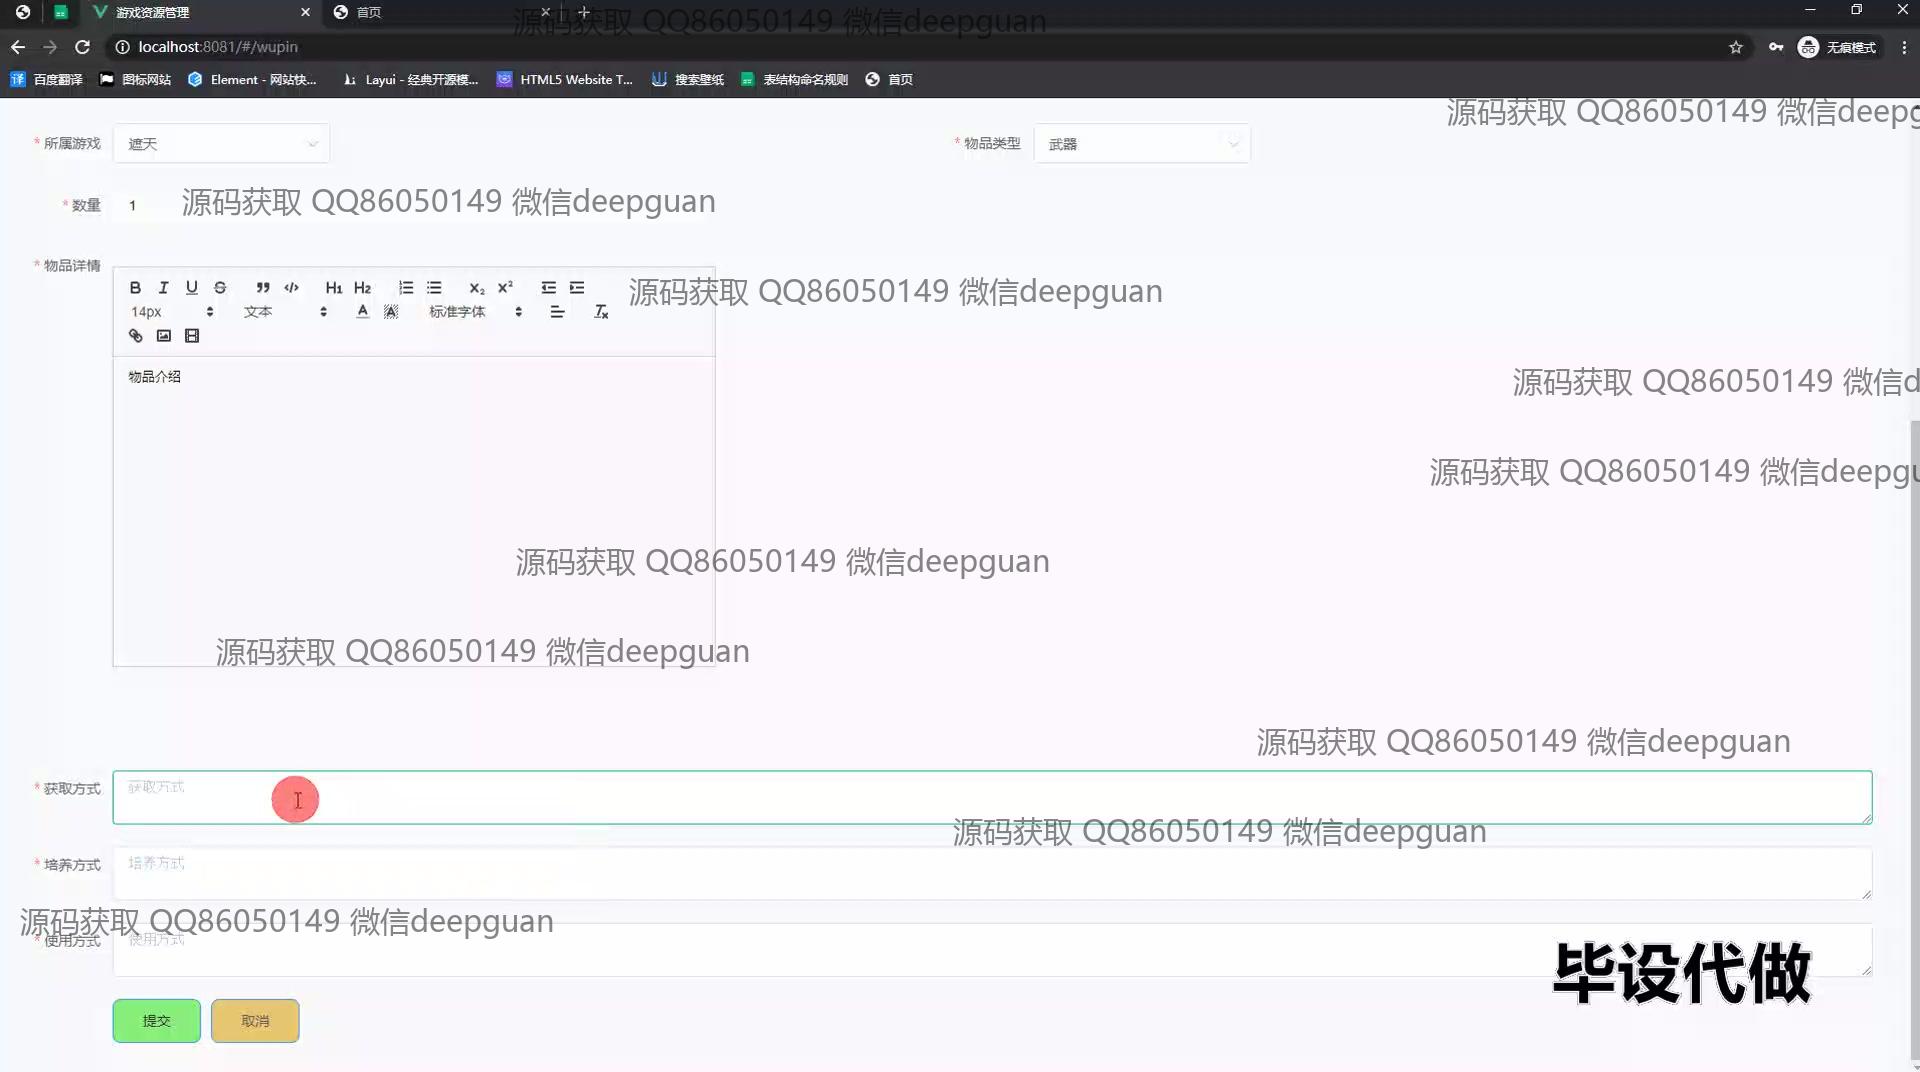 游戏资源管理
首页
源码获取 QQ86050149 微信deepguan
localhost:8081/#/wupin
无痕模式
百度翻译
图标网站
Element - 网站快...
Layui - 经典开源模...
HTML5 Website T...
搜索壁纸
表结构命名规则
首页
源码获取 QQ86050149 微信deepg
* 所属游戏
遮天
* 物品类型
武器
* 数量
1
源码获取 QQ86050149 微信deepguan
* 物品详情
B I U S ” </> H1 H2 x₂ x²
源码获取 QQ86050149 微信deepguan
14px
文本
A
A
标准字体
物品介绍
源码获取 QQ86050149 微信d
源码获取 QQ86050149 微信deepgu
源码获取 QQ86050149 微信deepguan
源码获取 QQ86050149 微信deepguan
源码获取 QQ86050149 微信deepguan
* 获取方式
获取方式
源码获取 QQ86050149 微信deepguan
* 培养方式
培养方式
源码获取 QQ86050149 微信deepguan
* 使用方式
使用方式
毕设代做
提交
取消